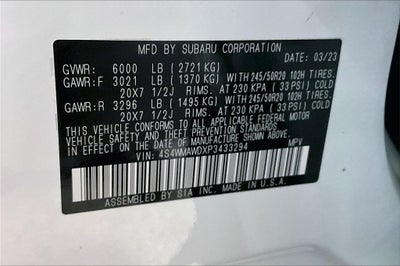 MFD BY SUBARU CORPORATION
DATE: 03/23
GVWR: 6000 LB (2721 KG)
GAWR:F 3021 LB (1370 KG) WITH 245/50R20 102H TIRES,
20X7 1/2J RIMS, AT 230 KPA ( 33 PSI) COLD
GAWR:R 3296 LB (1495 KG) WITH 245/50R20 102H TIRES,
20X7 1/2J RIMS, AT 230 KPA ( 33 PSI) COLD
THIS VEHICLE CONFORMS TO ALL APPLICABLE FEDERAL MOTOR
VEHICLE SAFETY STANDARDS IN EFFECT ON THE
DATE OF MANUFACTURE SHOWN ABOVE.
VIN: 4S4WMAWDXP3433294 MPV
ASSEMBLED BY SIA INC. MADE IN U.S.A.